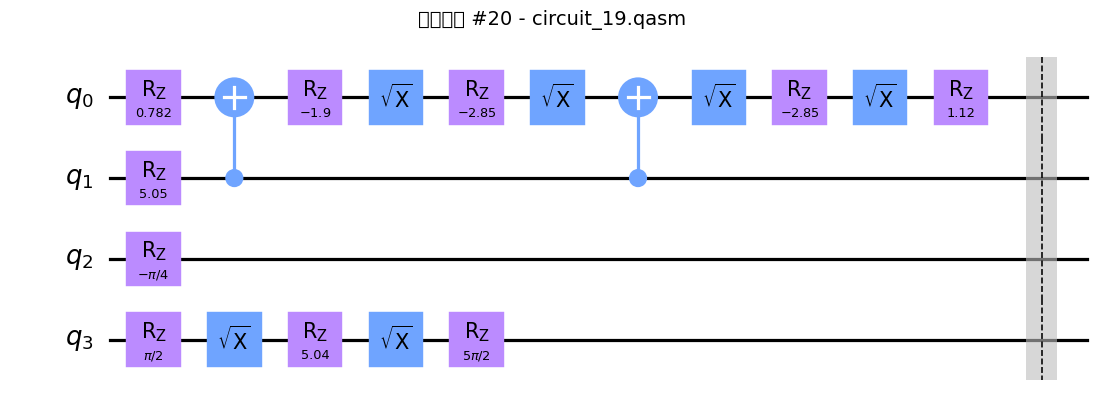 #20 - circuit_19.qasm
q0 RZ 0.782 RZ −1.9 √X RZ −2.85 √X √X RZ −2.85 √X RZ 1.12
q1 RZ 5.05
q2 RZ −π/4
q3 RZ π/2 √X RZ 5.04 √X RZ 5π/2